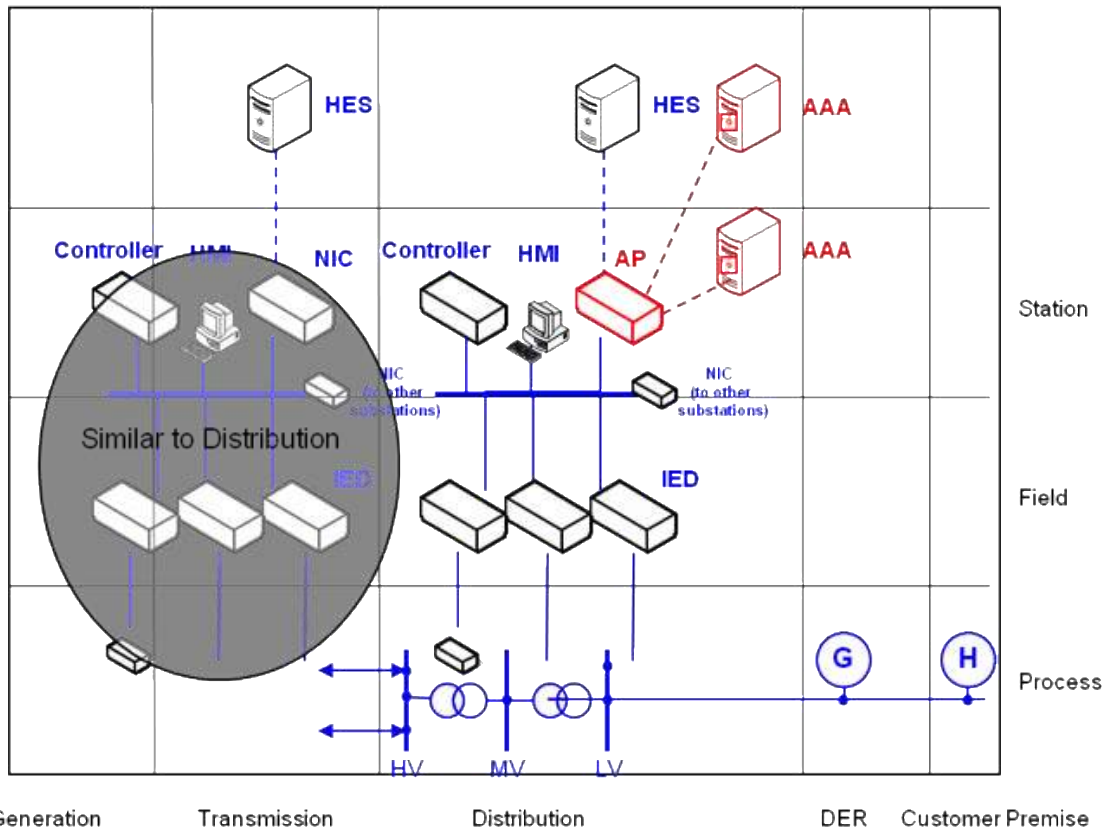 HES
HES
AAA
Controller
HMI
NIC
Controller
HMI
AP
AAA
Station
NIC
(to other
substations)
NIC
(to other
substations)
Similar to Distribution
IED
IED
Field
G
H
Process
HV
MV
LV
Generation
Transmission
Distribution
DER
Customer Premise